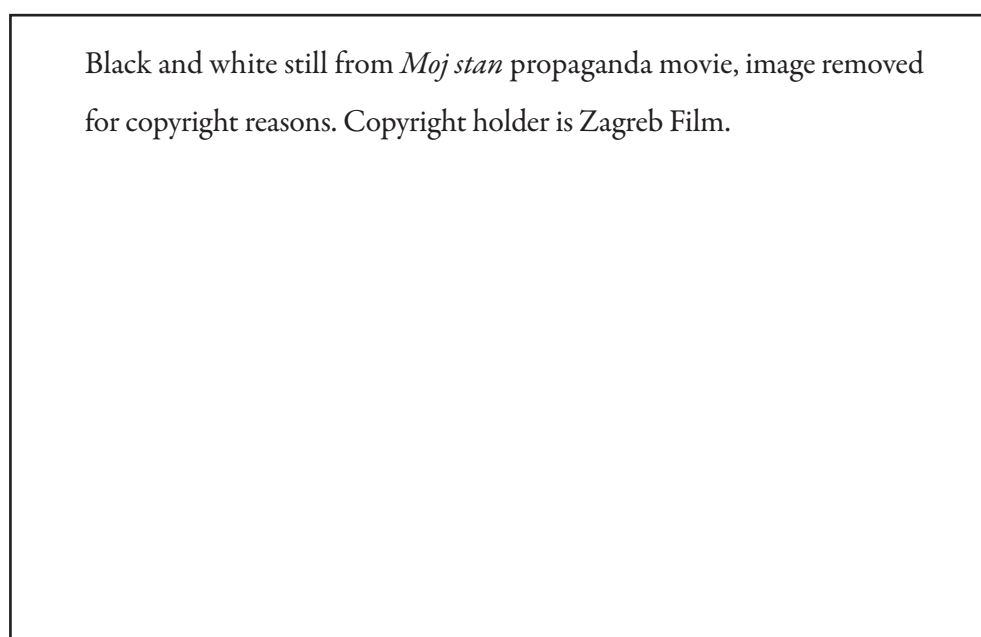 Black and white still from Moj stan propaganda movie, image removed
for copyright reasons. Copyright holder is Zagreb Film.